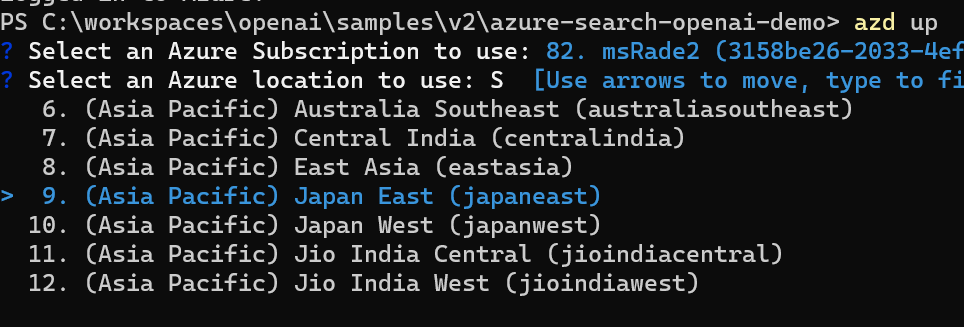 PS C:\workspaces\openai\samples\v2\azure-search-openai-demo> azd up
? Select an Azure Subscription to use: 82. msRade2 (3158be26-2033-4ef
? Select an Azure location to use: S  [Use arrows to move, type to fi
6. (Asia Pacific) Australia Southeast (australiasoutheast)
7. (Asia Pacific) Central India (centralindia)
8. (Asia Pacific) East Asia (eastasia)
> 9. (Asia Pacific) Japan East (japaneast)
10. (Asia Pacific) Japan West (japanwest)
11. (Asia Pacific) Jio India Central (jioindiacentral)
12. (Asia Pacific) Jio India West (jioindiawest)